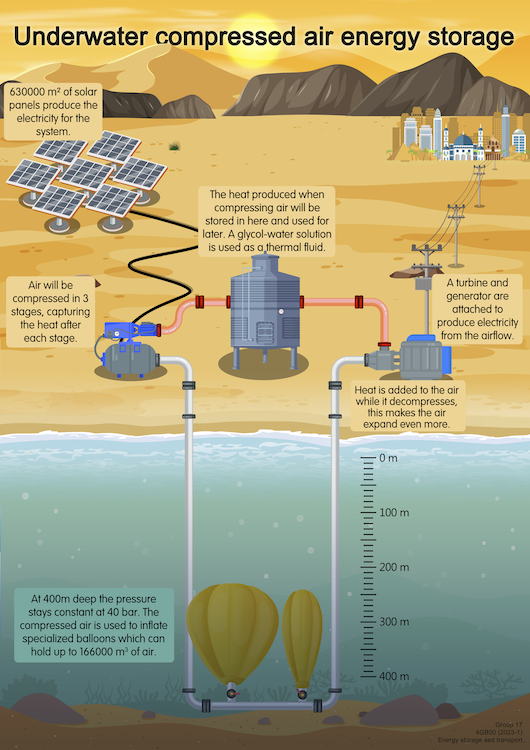 Underwater compressed air energy storage
630000 m² of solar
panels produce the
electricity for the
system.
The heat produced when
compressing air will be
stored in here and used for
later. A glycol-water solution
is used as a thermal fluid.
Air will be
compressed in 3
stages, capturing
the heat after
each stage.
A turbine and
generator are
attached to
produce electricity
from the airflow.
Heat is added to the air
while it decompresses,
this makes the air
expand even more.
0 m
100 m
200 m
300 m
400 m
At 400m deep the pressure
stays constant at 40 bar. The
compressed air is used to inflate
specialized balloons which can
hold up to 166000 m³ of air.
Group 17
4GB00 (2023-1)
Energy storage and transport